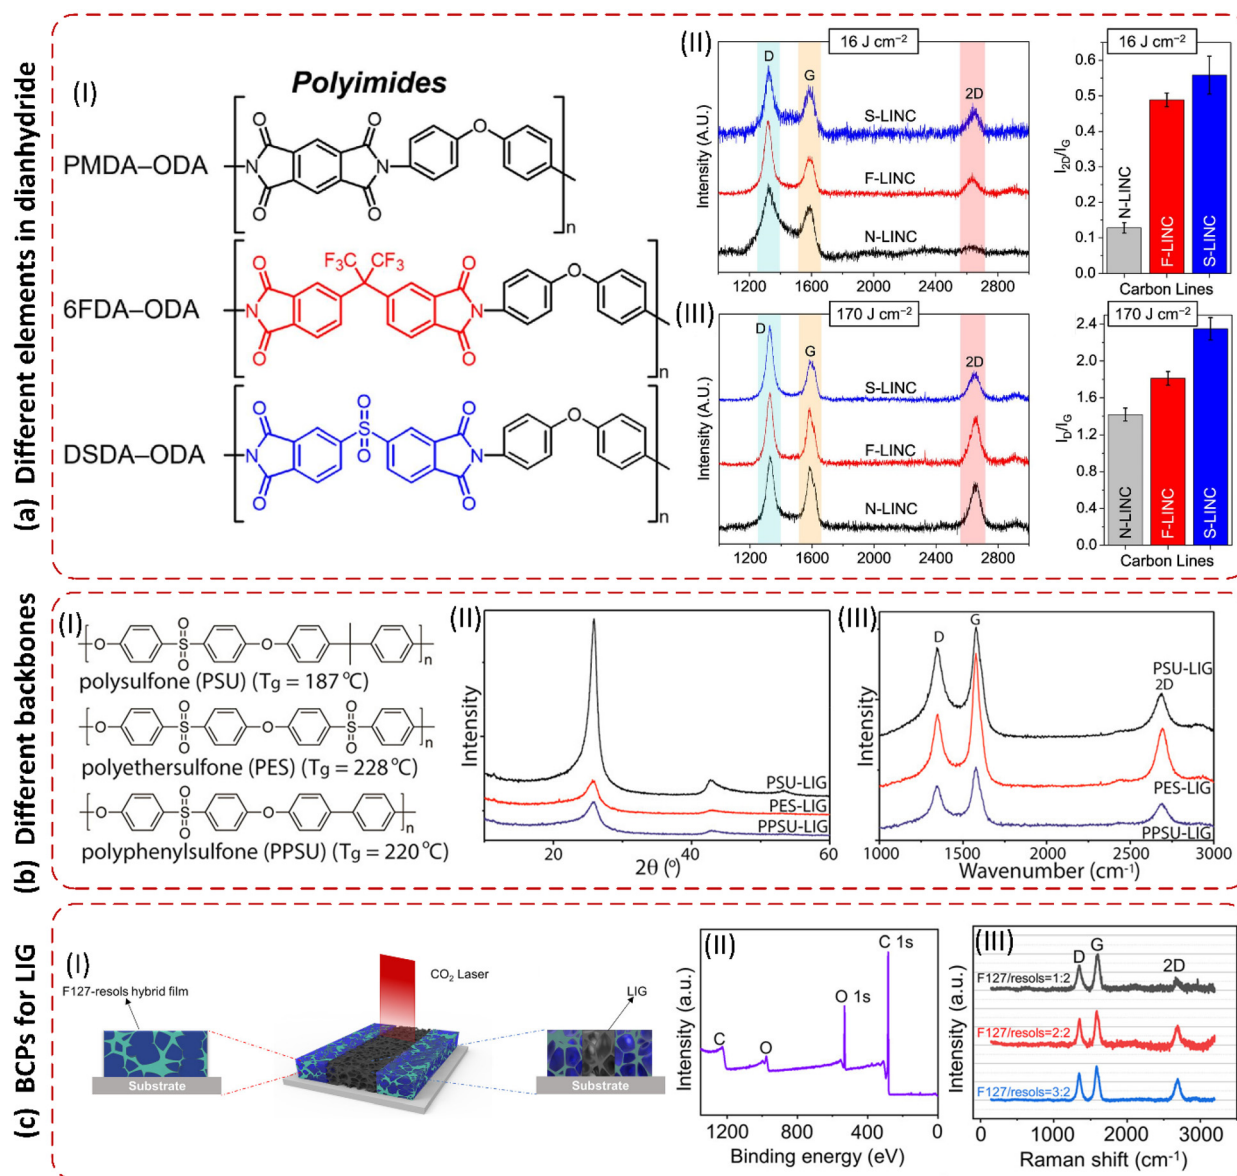 (a) Different elements in dianhydride
(I)
Polyimides
PMDA–ODA
N
O
O
O
O
N
O
n
6FDA–ODA
F₃C
CF₃
N
O
O
O
O
N
O
n
DSDA–ODA
O
S
O
N
O
O
O
O
N
O
n
(II)
16 J cm⁻²
D
G
2D
S-LINC
F-LINC
N-LINC
Intensity (A.U.)
1200 1600 2000 2400 2800
16 J cm⁻²
I2D/IG
0.6
0.5
0.4
0.3
0.2
0.1
0.0
N-LINC
F-LINC
S-LINC
Carbon Lines
(III)
170 J cm⁻²
D
G
2D
S-LINC
F-LINC
N-LINC
Intensity (A.U.)
1200 1600 2000 2400 2800
170 J cm⁻²
ID/IG
2.4
1.8
1.2
0.6
0.0
N-LINC
F-LINC
S-LINC
Carbon Lines
(b) Different backbones
(I)
O
O
S
O
O
n
polysulfone (PSU) (Tg = 187 °C)
O
O
S
O
O
O
S
O
n
polyethersulfone (PES) (Tg = 228 °C)
O
O
S
O
O
n
polyphenylsulfone (PPSU) (Tg = 220 °C)
(II)
Intensity
PSU-LIG
PES-LIG
PPSU-LIG
20 40 60
2θ (°)
(III)
Intensity
D
G
PSU-LIG
2D
PES-LIG
PPSU-LIG
1000 1500 2000 2500 3000
Wavenumber (cm⁻¹)
(c) BCPs for LIG
(I)
F127-resols hybrid film
CO₂ Laser
LIG
Substrate
Substrate
(II)
Intensity (a.u.)
C
O
O 1s
C 1s
1200 900 600 300 0
Binding energy (eV)
(III)
Intensity (a.u.)
D
G
2D
F127/resols=1:2
F127/resols=2:2
F127/resols=3:2
0 1000 2000 3000
Raman shift (cm⁻¹)